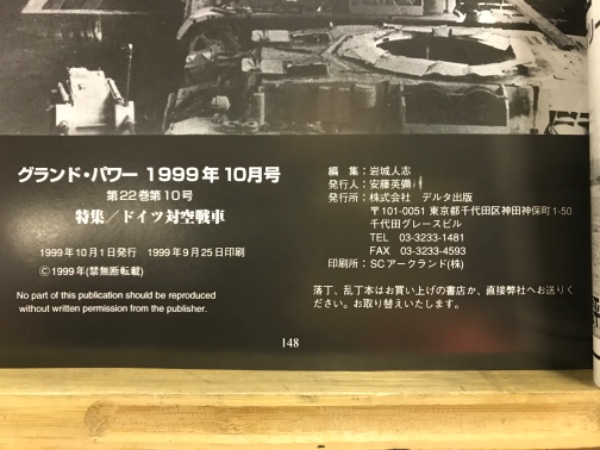 グランド・パワー 1999年10月号
第22巻第10号
特集／ドイツ対空戦車
1999年10月1日発行 1999年9月25日印刷
©1999年(禁無断転載)
No part of this publication should be reproduced
without written permission from the publisher.
編 集：岩城人志
発行人：安藤英彌
発行所：株式会社 デルタ出版
〒101-0051 東京都千代田区神田神保町1-50
千代田グレースビル
TEL 03-3233-1481
FAX 03-3233-4593
印刷所：SCアークランド(株)
落丁、乱丁本はお買い上げの書店か、直接弊社へお送りく
ださい。お取り替えいたします。
148